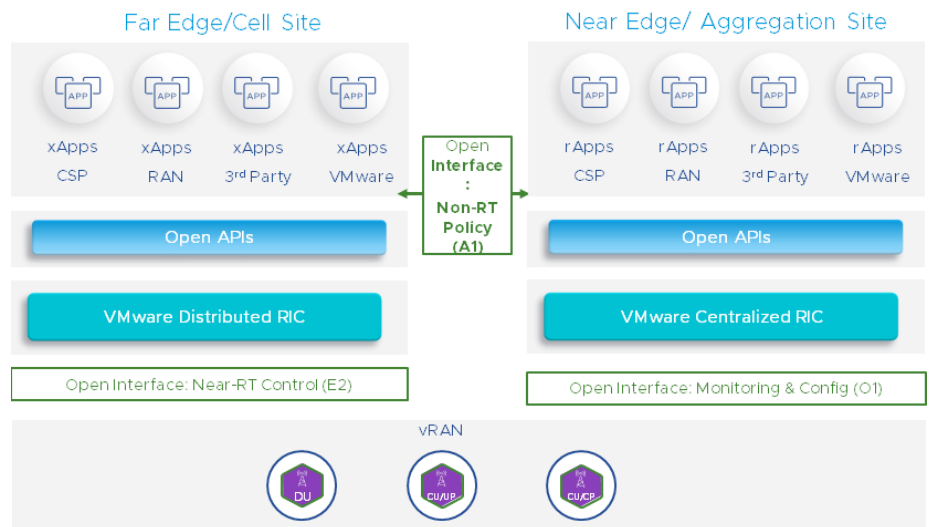 Far Edge/Cell Site
Near Edge/ Aggregation Site
APP APP APP APP
APP APP APP APP
xApps xApps xApps xApps
CSP RAN 3rd Party VMware
Open
Interface
:
Non-RT
Policy
(A1)
rApps rApps rApps rApps
CSP RAN 3rd Party VMware
Open APIs
Open APIs
VMware Distributed RIC
VMware Centralized RIC
Open Interface: Near-RT Control (E2)
Open Interface: Monitoring & Config (O1)
vRAN
DU
CU/UP
CU/CP